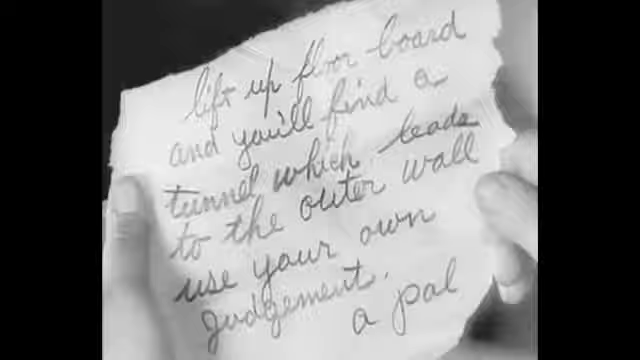 lift up floor board
and you'll find a
tunnel which leads
to the outer wall
use your own
judgement.
a pal